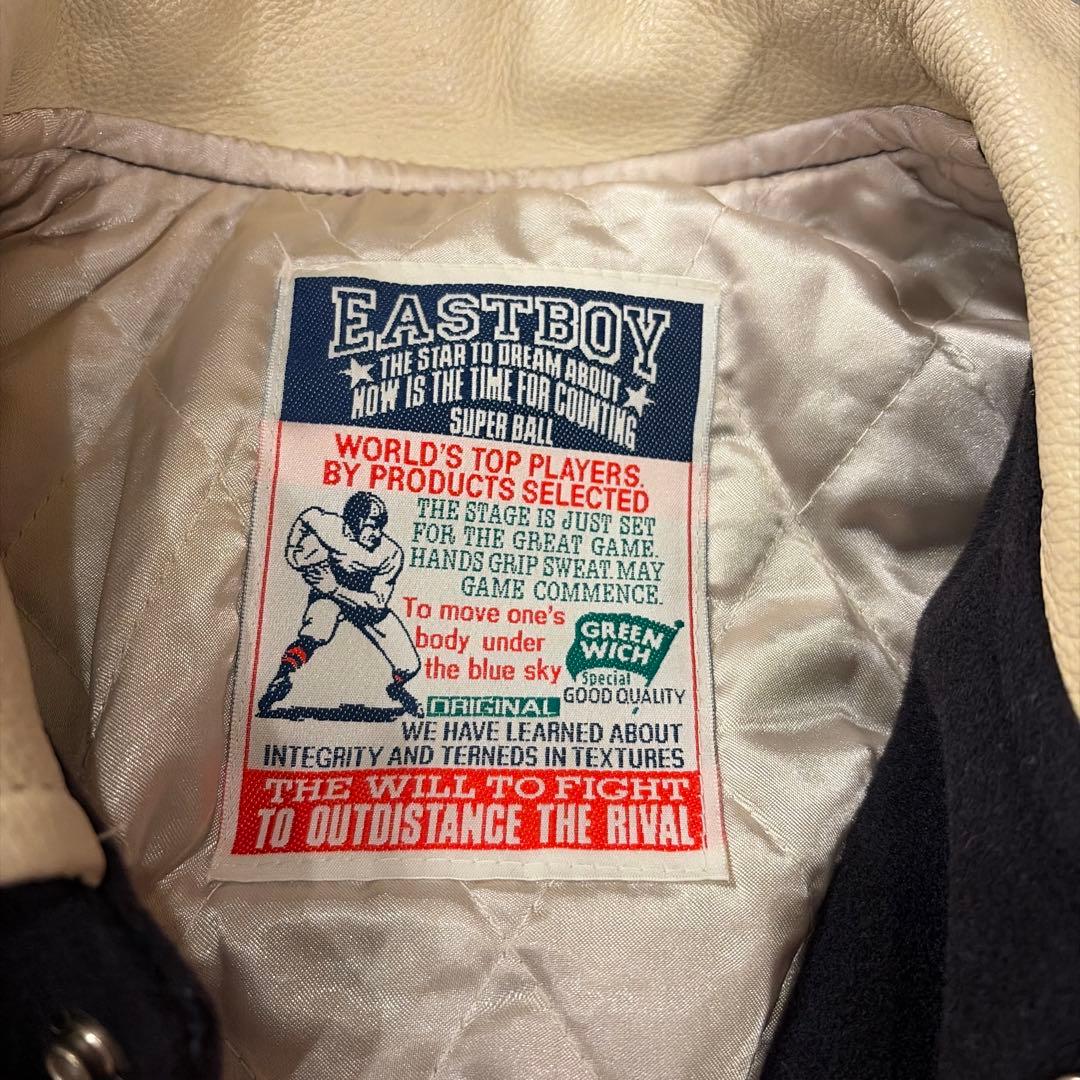 EASTBOY
THE STAR TO DREAM ABOUT
NOW IS THE TIME FOR COUNTING
SUPER BALL
WORLD'S TOP PLAYERS.
BY PRODUCTS SELECTED
THE STAGE IS JUST SET
FOR THE GREAT GAME.
HANDS GRIP SWEAT. MAY
GAME COMMENCE.
To move one's
body under
the blue sky
GREEN
WICH
Special
GOOD QUALITY
ORIGINAL
WE HAVE LEARNED ABOUT
INTEGRITY AND TERNEDS IN TEXTURES
THE WILL TO FIGHT
TO OUTDISTANCE THE RIVAL